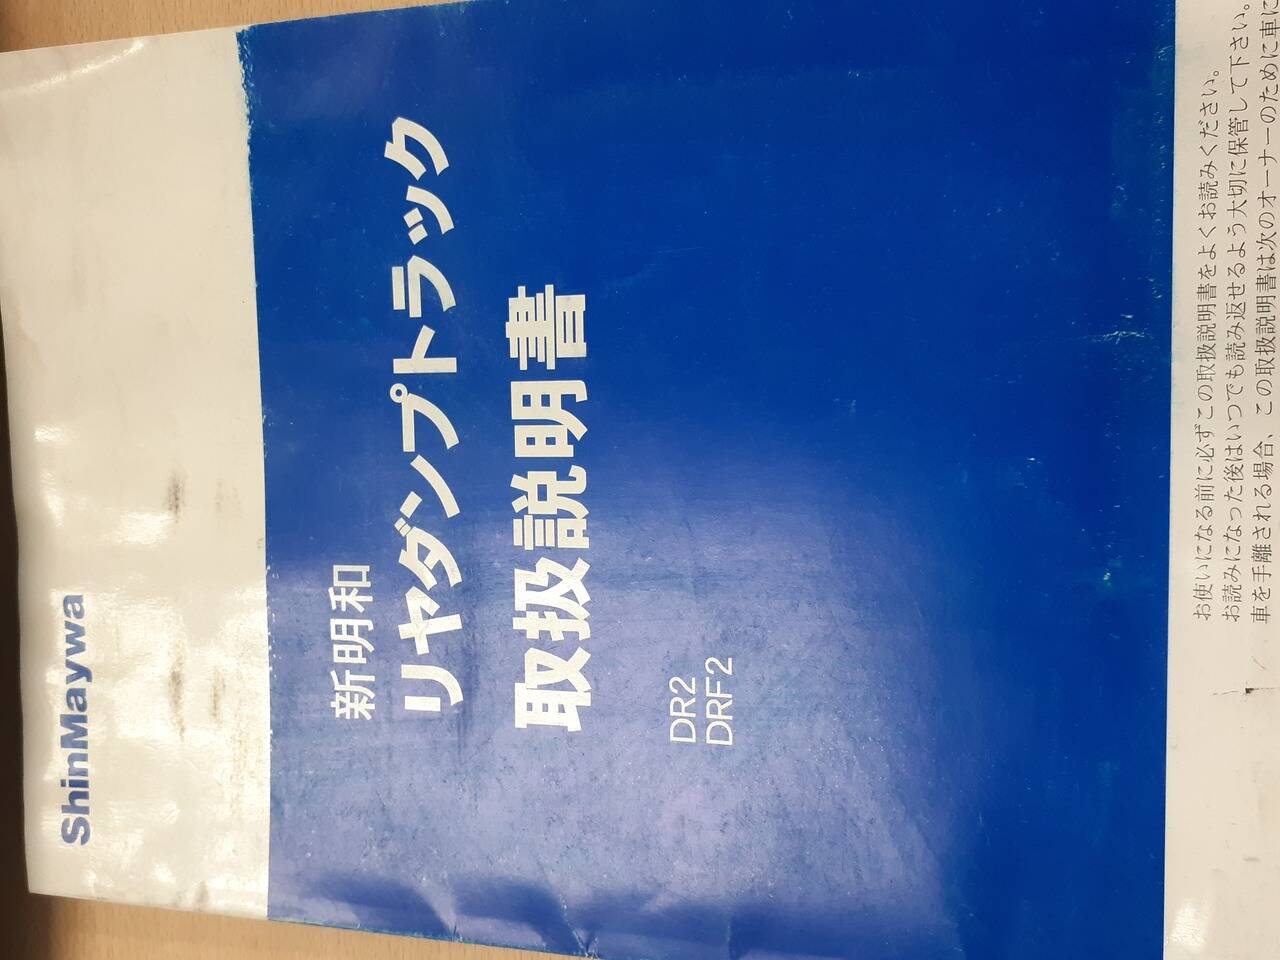 ShinMaywa
新明和
リヤダンプトラック
取扱説明書
DR2
DRF2
お使いになる前に必ずこの取扱説明書をよくお読みください。
お読みになった後はいつでも読み返せるよう大切に保管して下さい。
車を手離される場合、この取扱説明書は次のオーナーのために車に